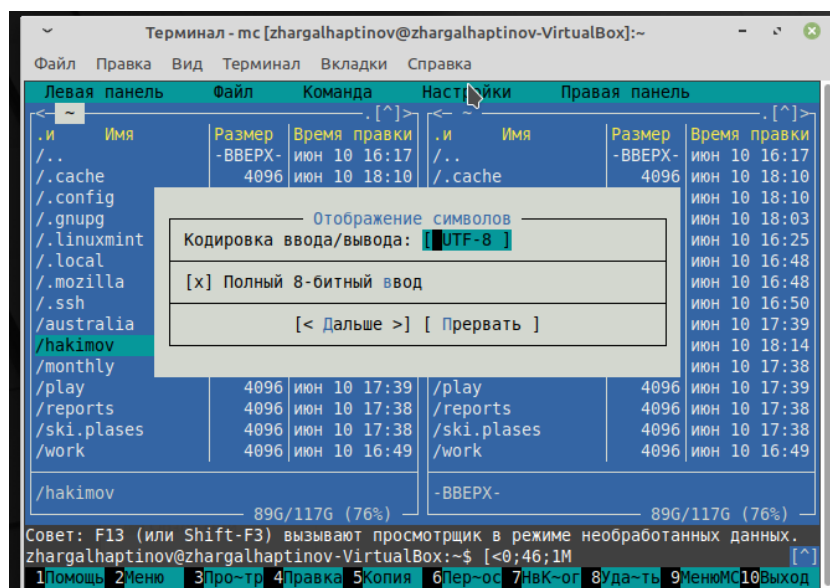 Терминал - mc [zhargalhaptinov@zhargalhaptinov-VirtualBox]:~
Файл Правка Вид Терминал Вкладки Справка
Левая панель Файл Команда Настройки Правая панель
<- ~ .[^]> <- ~ .[^]>
.и Имя Размер Время правки .и Имя Размер Время правки
/.. -ВВЕРХ- июн 10 16:17 /.. -ВВЕРХ- июн 10 16:17
/.cache 4096 июн 10 18:10 /.cache 4096 июн 10 18:10
/.config июн 10 18:10
/.gnupg Отображение символов июн 10 18:03
/.linuxmint Кодировка ввода/вывода: [ UTF-8 ] июн 10 16:25
/.local июн 10 16:48
/.mozilla [x] Полный 8-битный ввод июн 10 16:48
/.ssh июн 10 16:50
/australia [< Дальше >] [ Прервать ] июн 10 17:39
/hakimov июн 10 18:14
/monthly июн 10 17:38
/play 4096 июн 10 17:39 /play 4096 июн 10 17:39
/reports 4096 июн 10 17:38 /reports 4096 июн 10 17:38
/ski.plases 4096 июн 10 17:38 /ski.plases 4096 июн 10 17:38
/work 4096 июн 10 16:49 /work 4096 июн 10 16:49
/hakimov -ВВЕРХ-
89G/117G (76%) 89G/117G (76%)
Совет: F13 (или Shift-F3) вызывают просмотрщик в режиме необработанных данных.
zhargalhaptinov@zhargalhaptinov-VirtualBox:~$ [<0;46;1M [^]
1Помощь 2Меню 3Про~тр 4Правка 5Копия 6Пер~ос 7НвК~ог 8Уда~ть 9МенюMC 10Выход